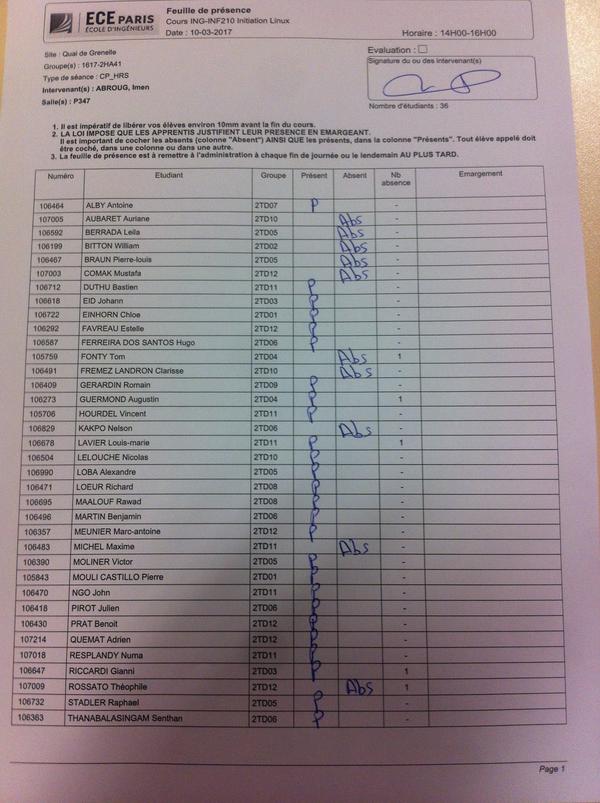 ECE PARIS
ÉCOLE D'INGÉNIEURS
Feuille de présence
Cours ING-INF210 Initiation Linux
Date : 10-03-2017
Horaire : 14H00-16H00
Site : Quai de Grenelle
Groupe(s) : 1617-2HA41
Type de séance : CP_HRS
Intervenant(s) : ABROUG, Imen
Salle(s) : P347
Evaluation :
Signature du ou des intervenant(s)
Nombre d'étudiants : 36
1. Il est impératif de libérer vos élèves environ 10mm avant la fin du cours.
2. LA LOI IMPOSE QUE LES APPRENTIS JUSTIFIENT LEUR PRESENCE EN EMARGEANT.
Il est important de cocher les absents (colonne "Absent") AINSI QUE les présents, dans la colonne "Présents". Tout élève appelé doit
être coché, dans une colonne ou dans une autre.
3. La feuille de présence est à remettre à l'administration à chaque fin de journée ou le lendemain AU PLUS TARD.
Numéro Etudiant Groupe Présent Absent Nb absence Emargement
106464 ALBY Antoine 2TD07 P -
107005 AUBARET Auriane 2TD10 Abs -
106592 BERRADA Leila 2TD05 Abs -
106199 BITTON William 2TD02 Abs -
106467 BRAUN Pierre-louis 2TD05 Abs -
107003 COMAK Mustafa 2TD12 Abs -
106712 DUTHU Bastien 2TD11 P -
106618 EID Johann 2TD03 P -
106722 EINHORN Chloe 2TD01 P -
106292 FAVREAU Estelle 2TD12 P -
106587 FERREIRA DOS SANTOS Hugo 2TD06 P -
105759 FONTY Tom 2TD04 Abs 1
106491 FREMEZ LANDRON Clarisse 2TD10 Abs -
106409 GERARDIN Romain 2TD09 P -
106273 GUERMOND Augustin 2TD04 P 1
105706 HOURDEL Vincent 2TD11 P -
106829 KAKPO Nelson 2TD06 Abs -
106678 LAVIER Louis-marie 2TD11 P 1
106504 LELOUCHE Nicolas 2TD10 P -
106990 LOBA Alexandre 2TD05 P -
106471 LOEUR Richard 2TD08 P -
106695 MAALOUF Rawad 2TD08 P -
106496 MARTIN Benjamin 2TD06 P -
106357 MEUNIER Marc-antoine 2TD12 P -
106483 MICHEL Maxime 2TD11 Abs -
106390 MOLINER Victor 2TD05 P -
105843 MOULI CASTILLO Pierre 2TD01 P -
106470 NGO John 2TD11 P -
106418 PIROT Julien 2TD06 P -
106430 PRAT Benoit 2TD12 P -
107214 QUEMAT Adrien 2TD12 P -
107018 RESPLANDY Numa 2TD11 P -
106647 RICCARDI Gianni 2TD03 P 1
107009 ROSSATO Théophile 2TD12 Abs 1
106732 STADLER Raphael 2TD05 P -
106363 THANABALASINGAM Senthan 2TD06 P -
Page 1